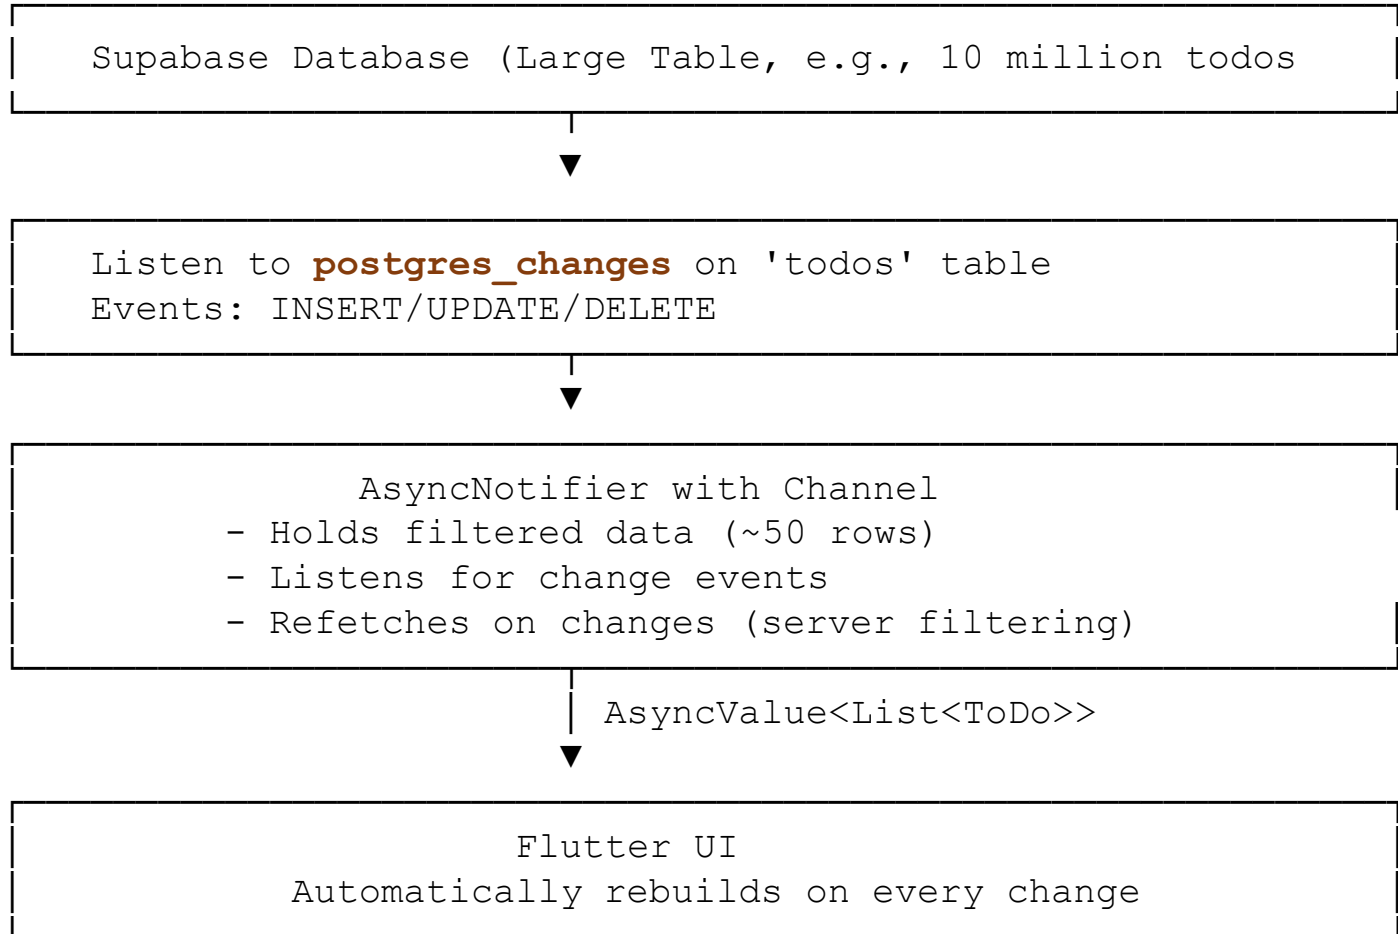 Supabase Database (Large Table, e.g., 10 million todos
Listen to postgres_changes on 'todos' table
Events: INSERT/UPDATE/DELETE
AsyncNotifier with Channel
- Holds filtered data (~50 rows)
- Listens for change events
- Refetches on changes (server filtering)
AsyncValue<List<ToDo>>
Flutter UI
Automatically rebuilds on every change